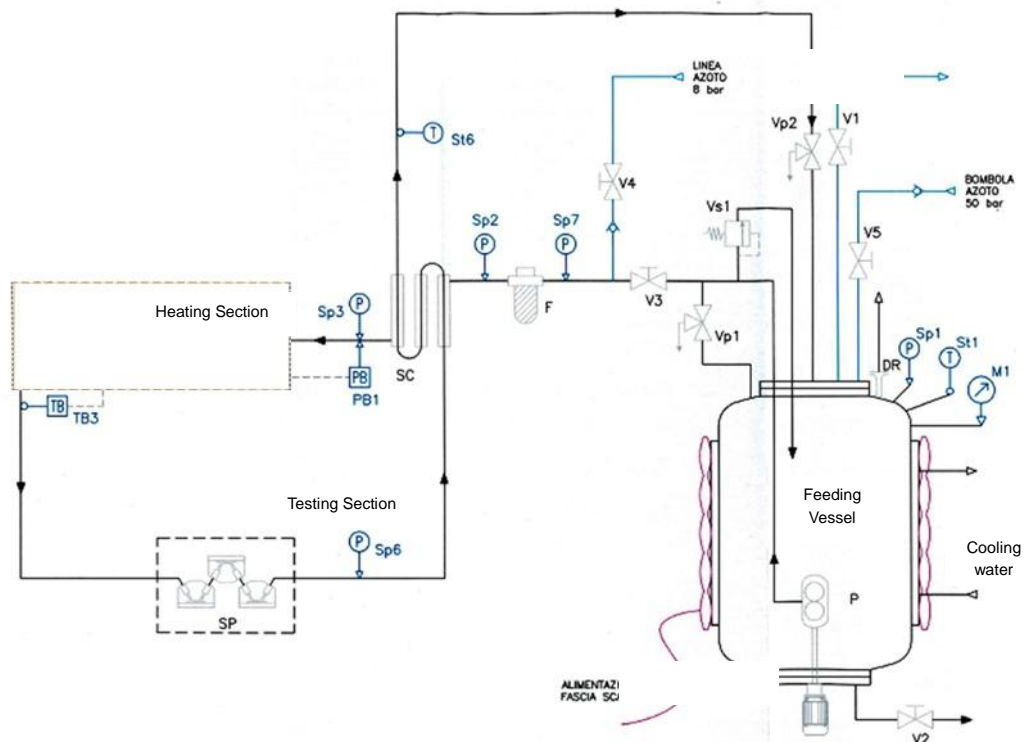 LINEA
AZOTO
8 bar
T
St6
Vp2
V1
BOMBOLA
AZOTO
50 bar
V4
Vs1
V5
Sp2
Sp7
P
P
Heating Section
Sp3
P
F
V3
Vp1
Sp1
P
St1
T
DR
M1
SC
PB
PB1
TB
TB3
Testing Section
Feeding
Vessel
P
Sp6
Cooling
water
P
SP
ALIMENTAZI
FASCIA
V2